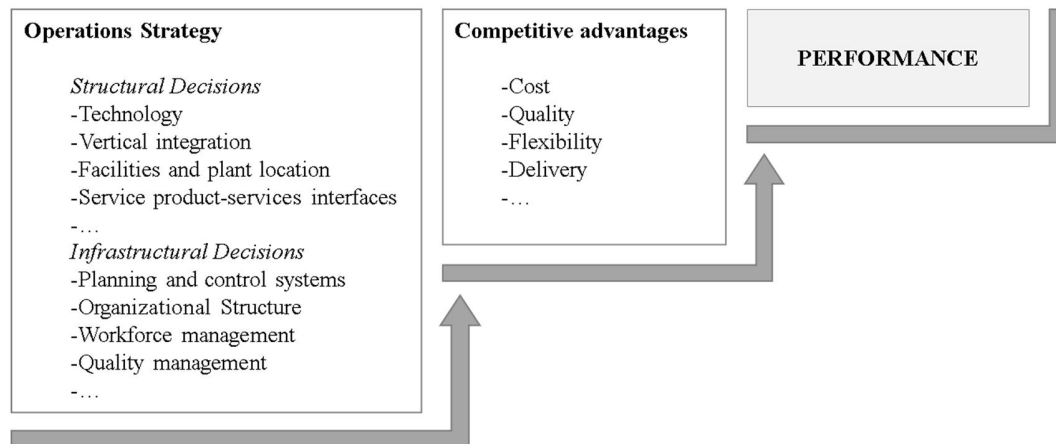 Operations Strategy
Structural Decisions
-Technology
-Vertical integration
-Facilities and plant location
-Service product-services interfaces
-…
Infrastructural Decisions
-Planning and control systems
-Organizational Structure
-Workforce management
-Quality management
-…
Competitive advantages
-Cost
-Quality
-Flexibility
-Delivery
-…
PERFORMANCE